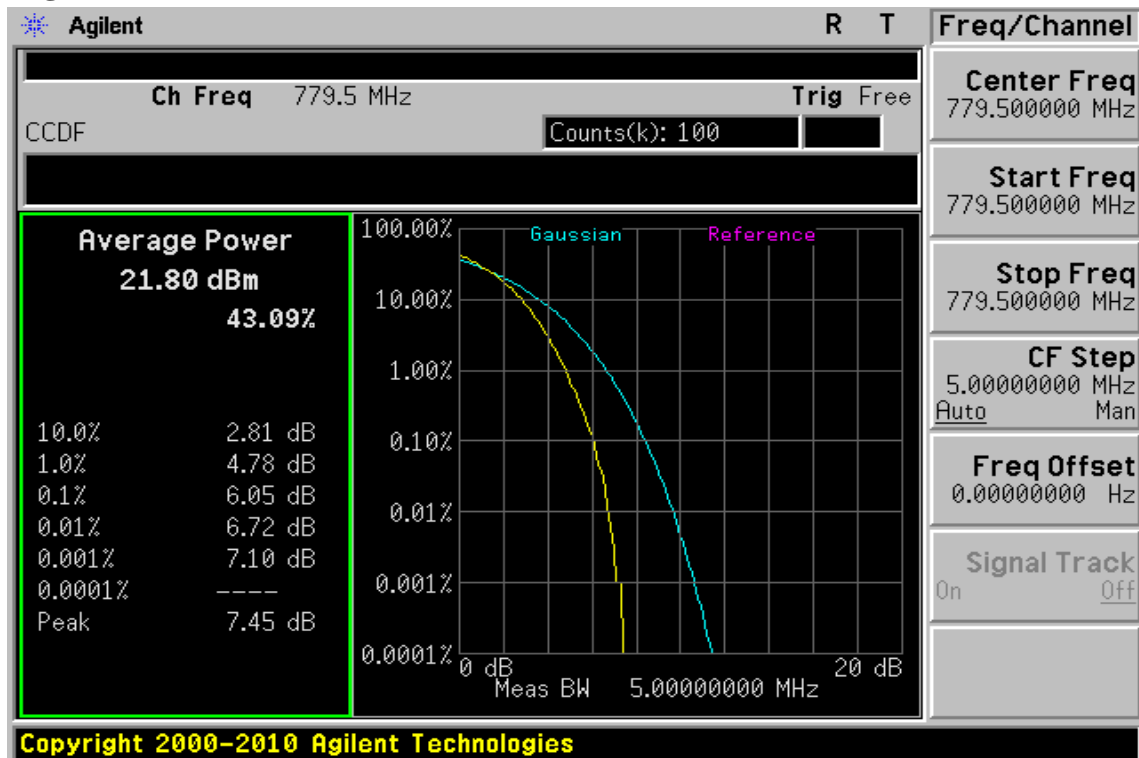 Agilent R T
Ch Freq 779.5 MHz Trig Free
CCDF Counts(k): 100
Average Power
21.80 dBm
43.09%
10.0% 2.81 dB
1.0% 4.78 dB
0.1% 6.05 dB
0.01% 6.72 dB
0.001% 7.10 dB
0.0001% ----
Peak 7.45 dB
Gaussian Reference
100.00%
10.00%
1.00%
0.10%
0.01%
0.001%
0.0001%
0 dB 20 dB
Meas BW 5.00000000 MHz
Freq/Channel
Center Freq
779.500000 MHz
Start Freq
779.500000 MHz
Stop Freq
779.500000 MHz
CF Step
5.00000000 MHz
Auto Man
Freq Offset
0.00000000 Hz
Signal Track
On Off
Copyright 2000-2010 Agilent Technologies